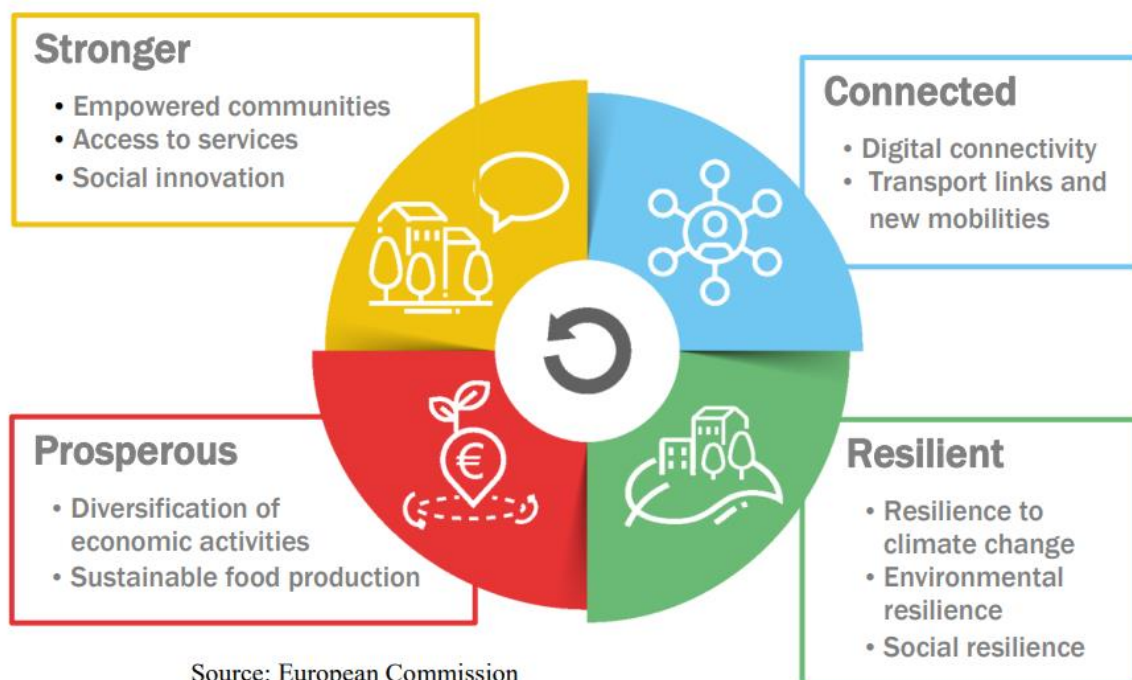 Stronger
• Empowered communities
• Access to services
• Social innovation
Connected
• Digital connectivity
• Transport links and
new mobilities
€
Prosperous
• Diversification of
economic activities
• Sustainable food production
Resilient
• Resilience to
climate change
• Environmental
resilience
• Social resilience
Source: European Commission